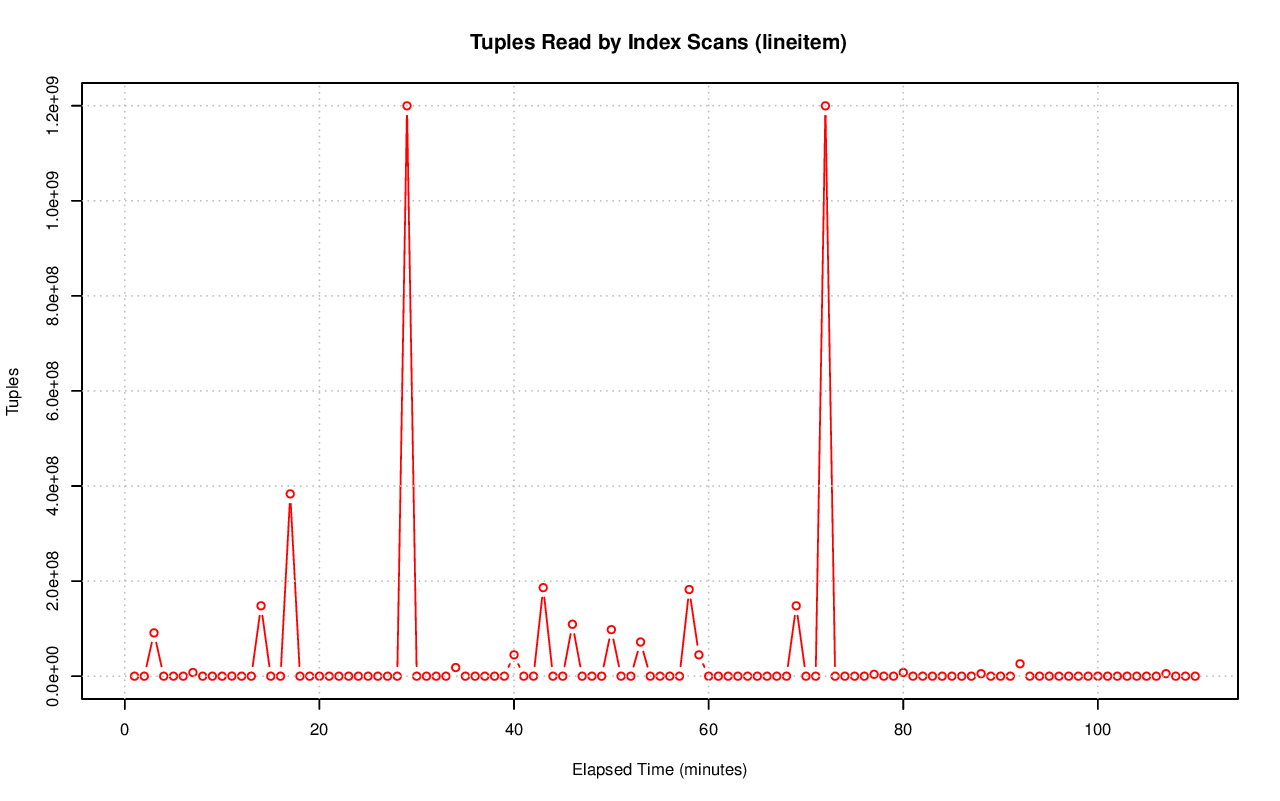 Tuples Read by Index Scans (lineitem)
1.2e+09
1.0e+09
8.0e+08
6.0e+08
4.0e+08
2.0e+08
0.0e+00
Tuples
0 20 40 60 80 100
Elapsed Time (minutes)